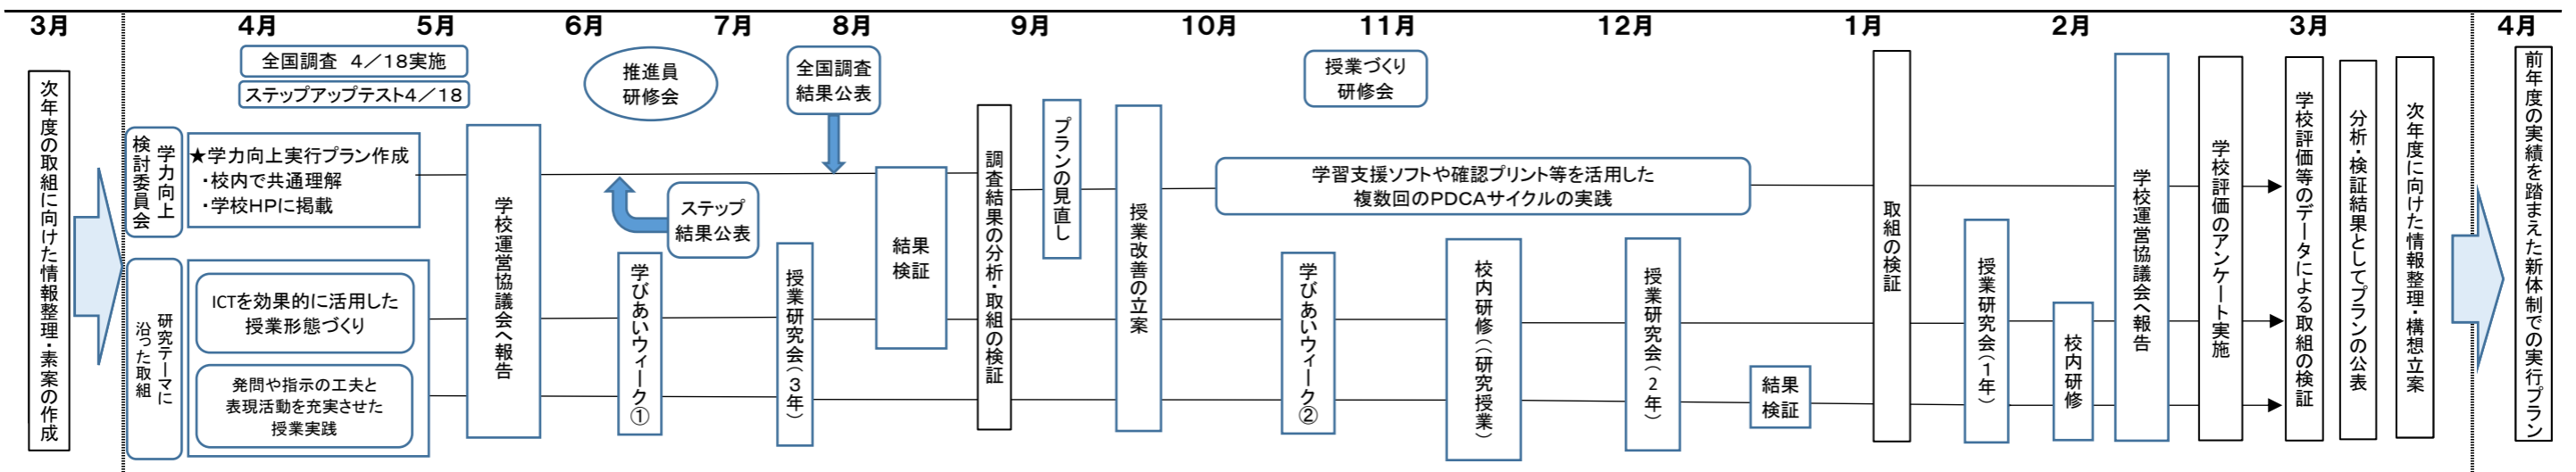 3月
4月
5月
6月
7月
8月
9月
10月
11月
12月
1月
2月
3月
4月
次年度の取組に向けた情報整理・素案の作成
全国調査 4/18実施
ステップアップテスト4/18
学力向上
検討委員会
★学力向上実行プラン作成
・校内で共通理解
・学校HPに掲載
研究テーマに
沿った取組
ICTを効果的に活用した
授業形態づくり
発問や指示の工夫と
表現活動を充実させた
授業実践
学校運営協議会へ報告
推進員
研修会
ステップ
結果公表
学びあいウィーク①
授業研究会(3年)
全国調査
結果公表
結果
検証
調査結果の分析・取組の検証
プランの見直し
授業改善の立案
授業づくり
研修会
学習支援ソフトや確認プリント等を活用した
複数回のPDCAサイクルの実践
学びあいウィーク②
校内研修((研究授業)
授業研究会(2年)
結果
検証
取組の検証
授業研究会(1年)
校内研修
学校運営協議会へ報告
学校評価のアンケート実施
学校評価等のデータによる取組の検証
分析・検証結果としてプランの公表
次年度に向けた情報整理・構想立案
前年度の実績を踏まえた新体制での実行プラン